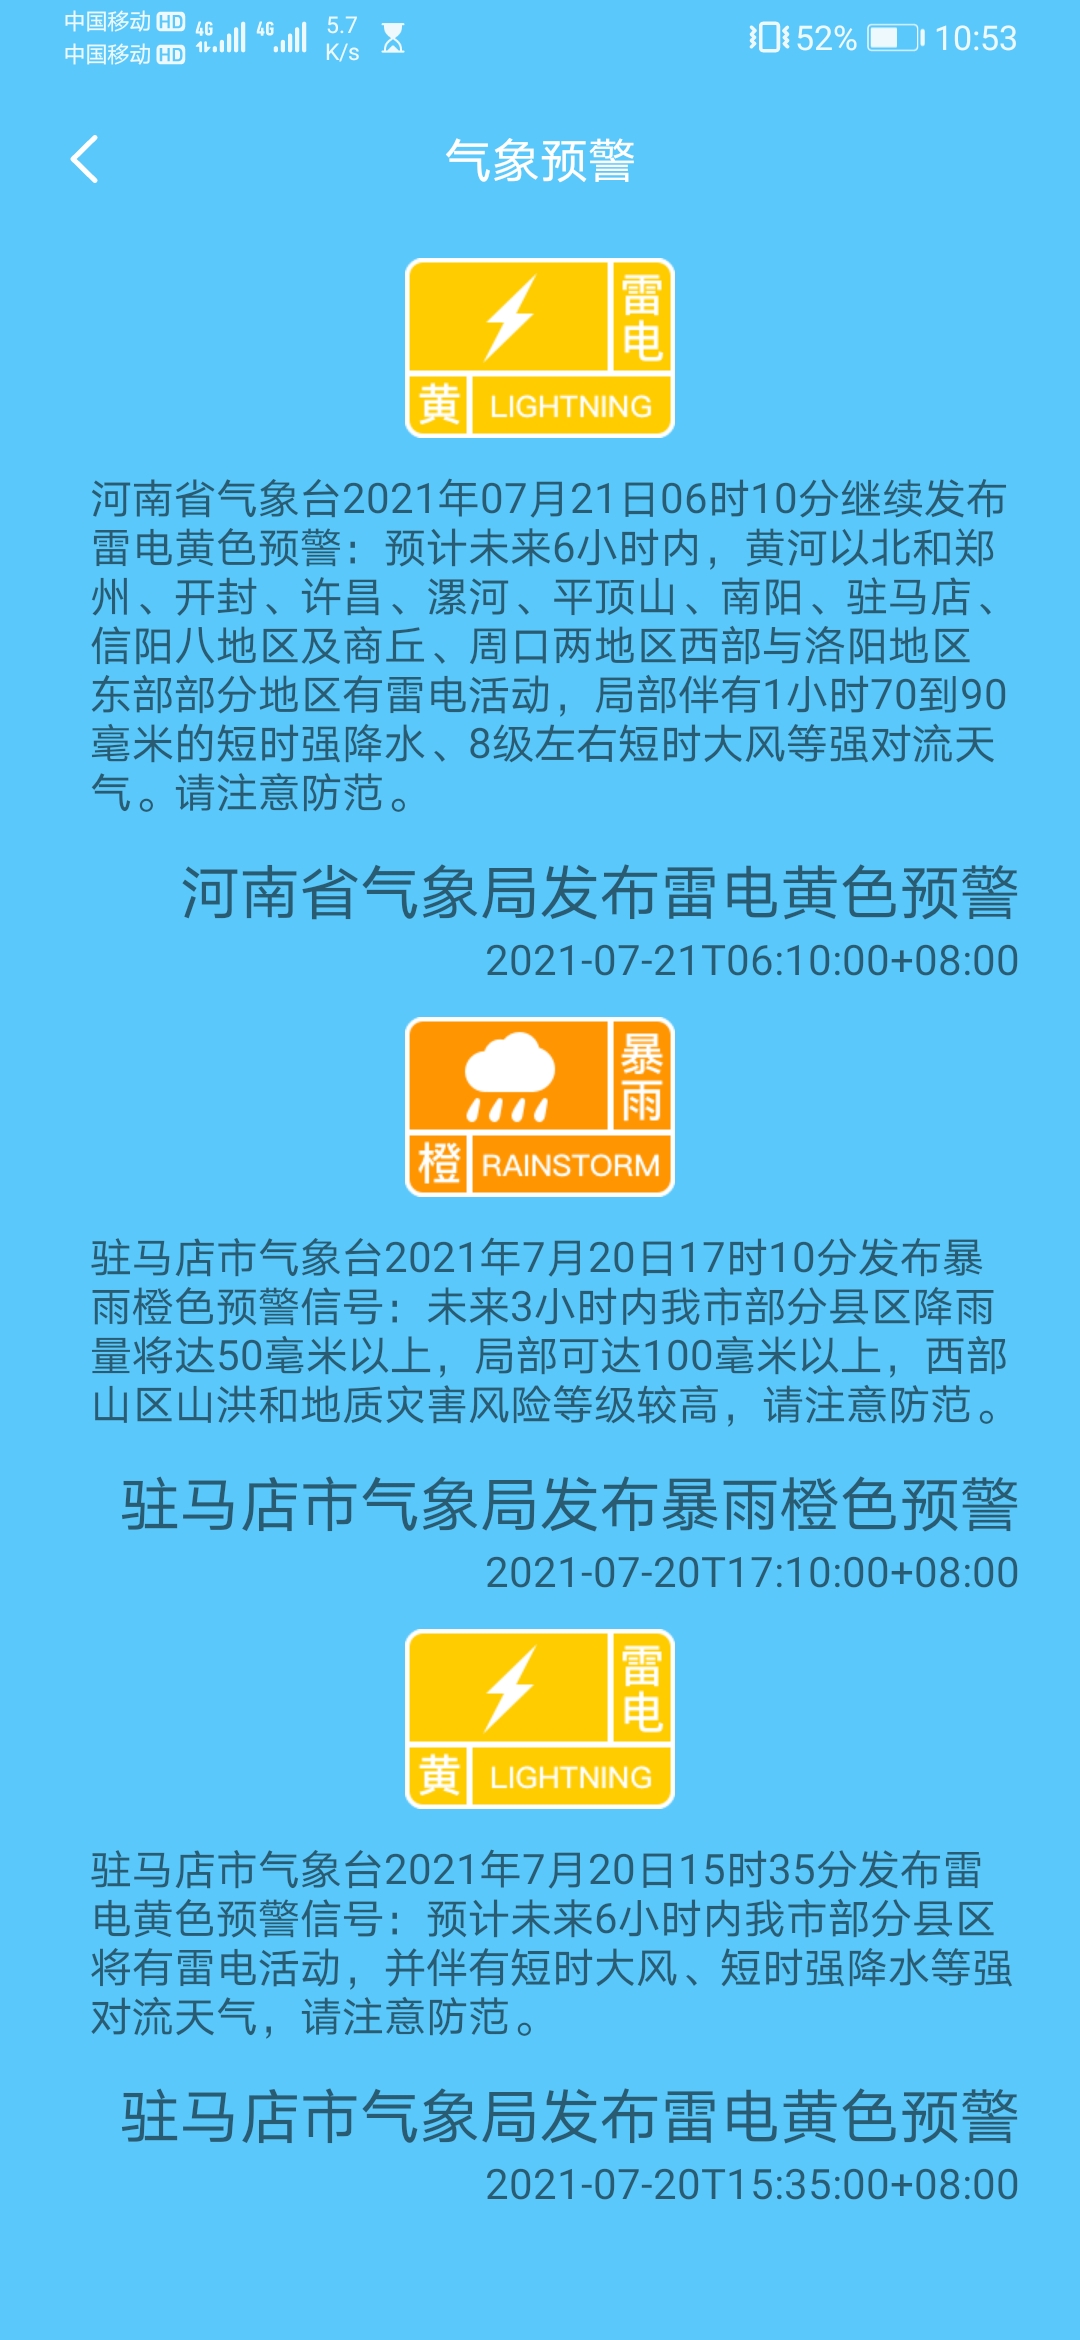 中国移动 HD 4G 4G 5.7 52% 10:53
中国移动 HD K/s
气象预警
雷
电
黄 LIGHTNING
河南省气象台2021年07月21日06时10分继续发布
雷电黄色预警：预计未来6小时内，黄河以北和郑
州、开封、许昌、漯河、平顶山、南阳、驻马店、
信阳八地区及商丘、周口两地区西部与洛阳地区
东部部分地区有雷电活动，局部伴有1小时70到90
毫米的短时强降水、8级左右短时大风等强对流天
气。请注意防范。
河南省气象局发布雷电黄色预警
2021-07-21T06:10:00+08:00
暴
雨
橙 RAINSTORM
驻马店市气象台2021年7月20日17时10分发布暴
雨橙色预警信号：未来3小时内我市部分县区降雨
量将达50毫米以上，局部可达100毫米以上，西部
山区山洪和地质灾害风险等级较高，请注意防范。
驻马店市气象局发布暴雨橙色预警
2021-07-20T17:10:00+08:00
雷
电
黄 LIGHTNING
驻马店市气象台2021年7月20日15时35分发布雷
电黄色预警信号：预计未来6小时内我市部分县区
将有雷电活动，并伴有短时大风、短时强降水等强
对流天气，请注意防范。
驻马店市气象局发布雷电黄色预警
2021-07-20T15:35:00+08:00